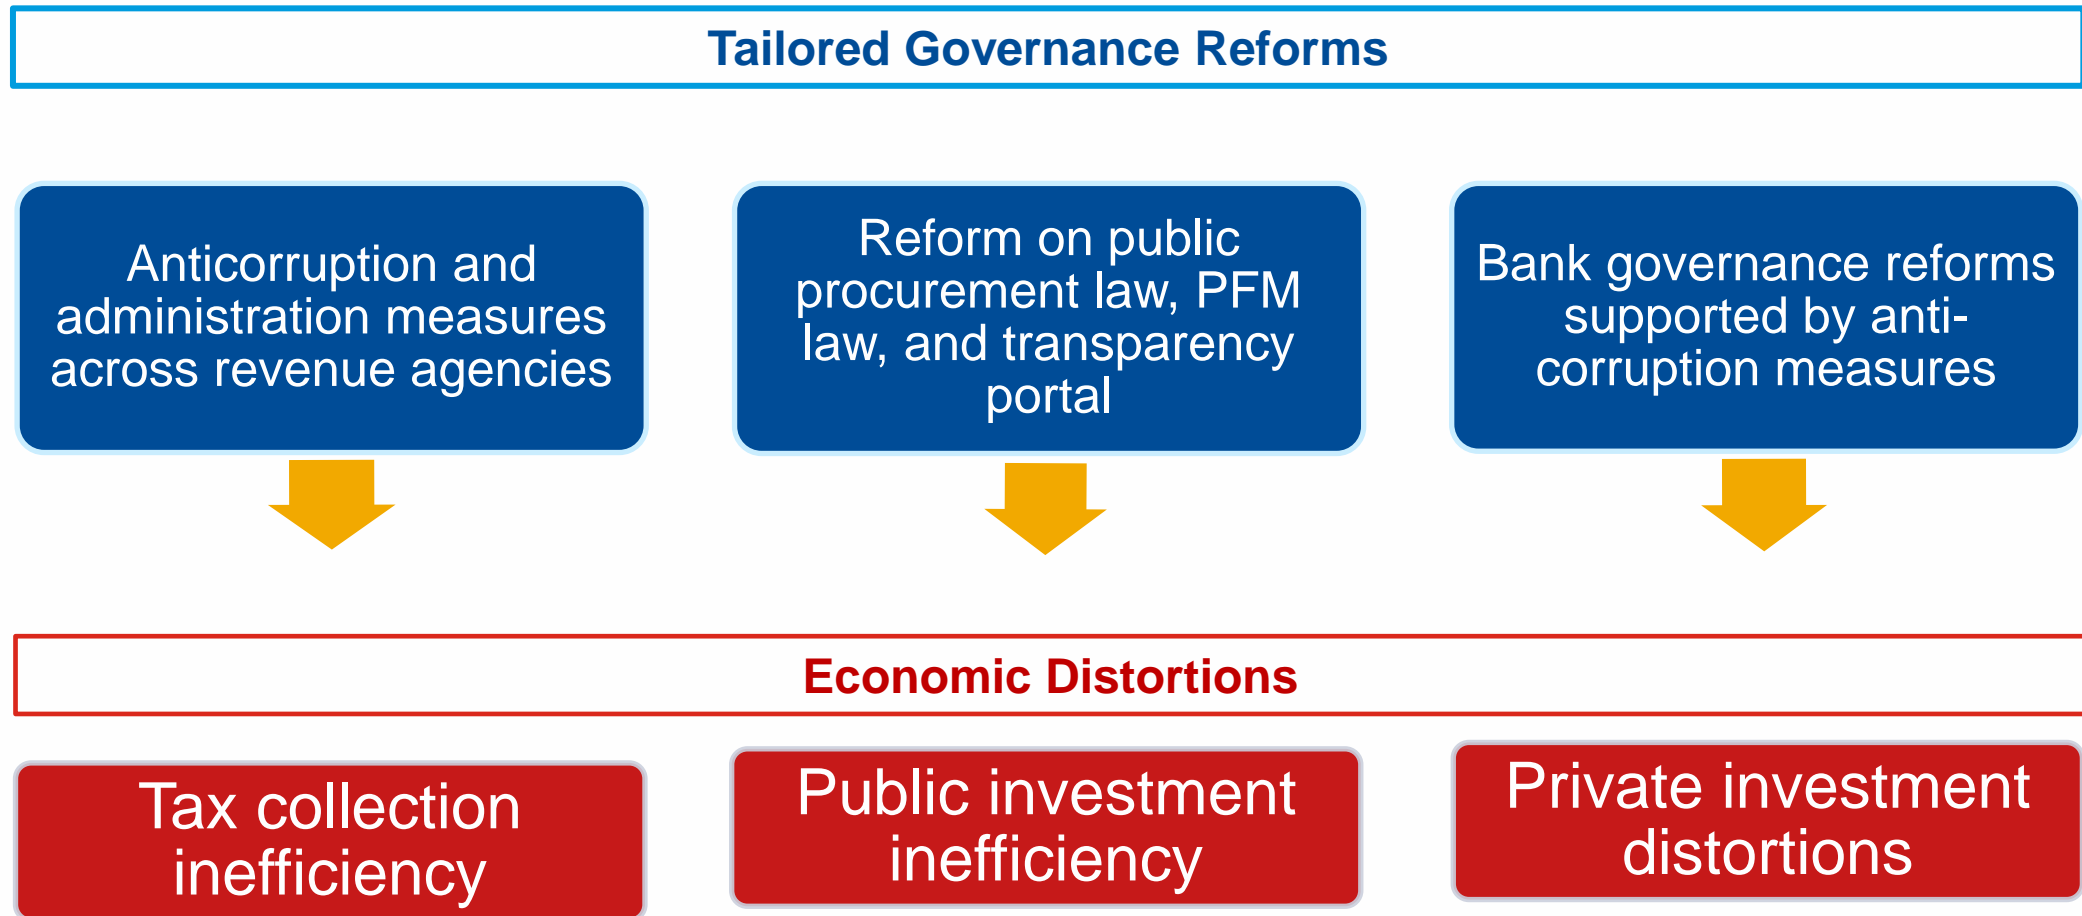 Tailored Governance Reforms
Anticorruption and
administration measures
across revenue agencies
Reform on public
procurement law, PFM
law, and transparency
portal
Bank governance reforms
supported by anti-
corruption measures
Economic Distortions
Tax collection
inefficiency
Public investment
inefficiency
Private investment
distortions